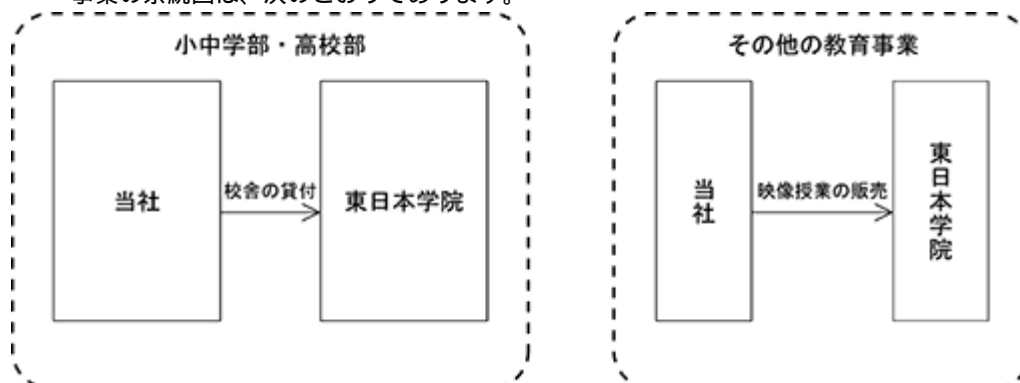 事業の系統図は、次のとおりであります。
小中学部・高校部
当社
校舎の貸付
東日本学院
その他の教育事業
当社
映像授業の販売
東日本学院